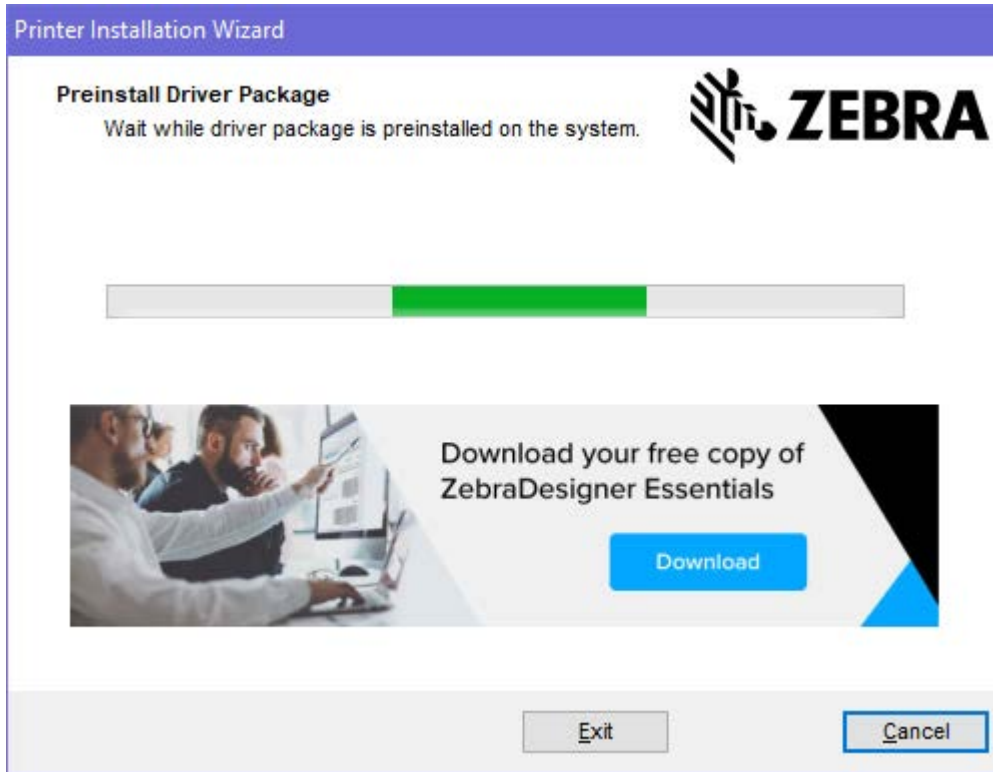 Printer Installation Wizard
Preinstall Driver Package
Wait while driver package is preinstalled on the system.
ZEBRA
Download your free copy of
ZebraDesigner Essentials
Download
Exit
Cancel